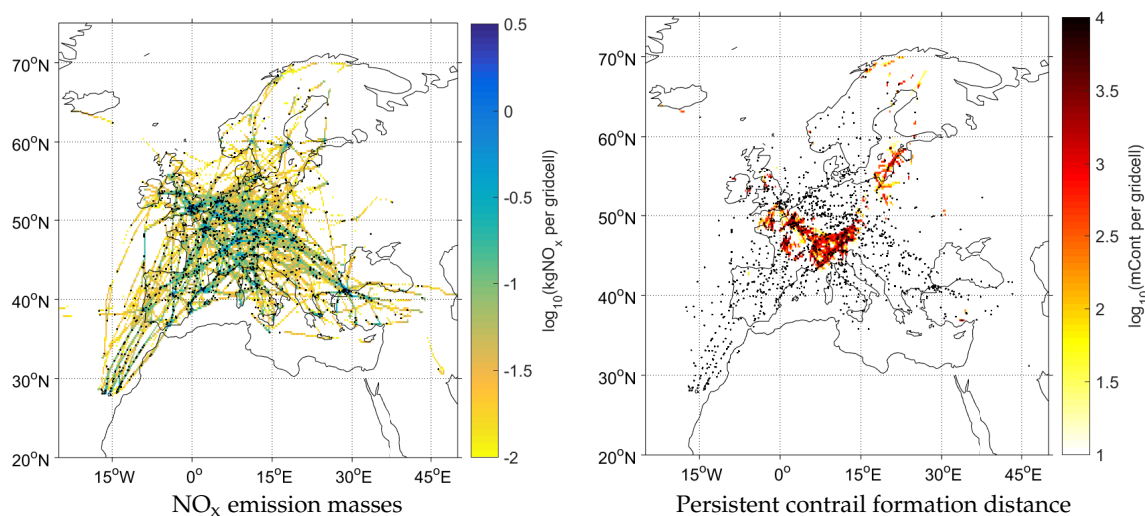 70°N
60°N
50°N
40°N
30°N
20°N
15°W
0°
15°E
30°E
45°E
0.5
0
-0.5
-1
-1.5
-2
log₁₀(kgNOₓ per gridcell)
NOₓ emission masses
70°N
60°N
50°N
40°N
30°N
20°N
15°W
0°
15°E
30°E
45°E
4
3.5
3
2.5
2
1.5
1
log₁₀(mCont per gridcell)
Persistent contrail formation distance